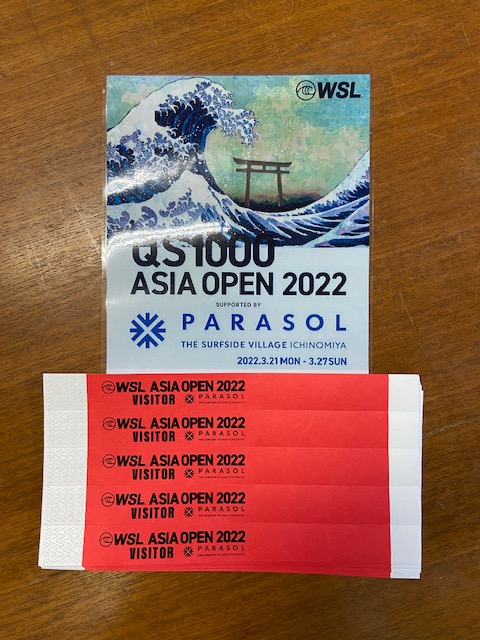 WSL
QS1000
ASIA OPEN 2022
SUPPORTED BY
PARASOL
THE SURFSIDE VILLAGE ICHINOMIYA
2022.3.21 MON - 3.27 SUN
WSL ASIA OPEN 2022
VISITOR PARASOL
WSL ASIA OPEN 2022
VISITOR PARASOL
WSL ASIA OPEN 2022
VISITOR PARASOL
WSL ASIA OPEN 2022
VISITOR PARASOL
WSL ASIA OPEN 2022
VISITOR PARASOL